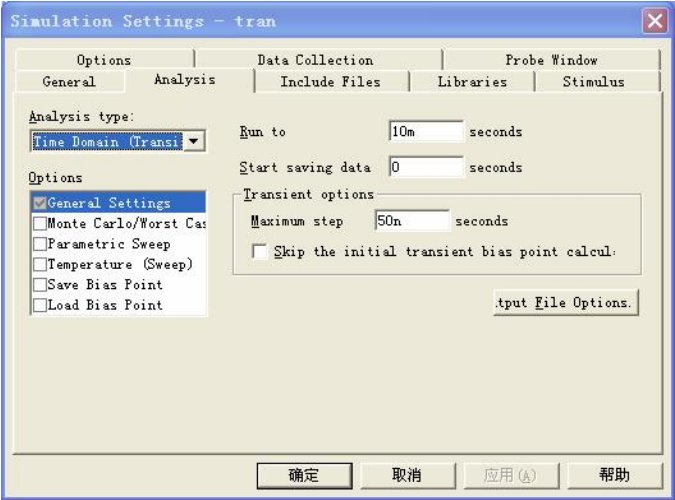 Simulation Settings - tran
Options Data Collection Probe Window
General Analysis Include Files Libraries Stimulus
Analysis type:
Time Domain (Transi
Run to 10m seconds
Start saving data 0 seconds
Options
General Settings
Monte Carlo/Worst Cas
Parametric Sweep
Temperature (Sweep)
Save Bias Point
Load Bias Point
Transient options
Maximum step 50n seconds
Skip the initial transient bias point calcul
.tput File Options.
确定 取消 应用(A) 帮助